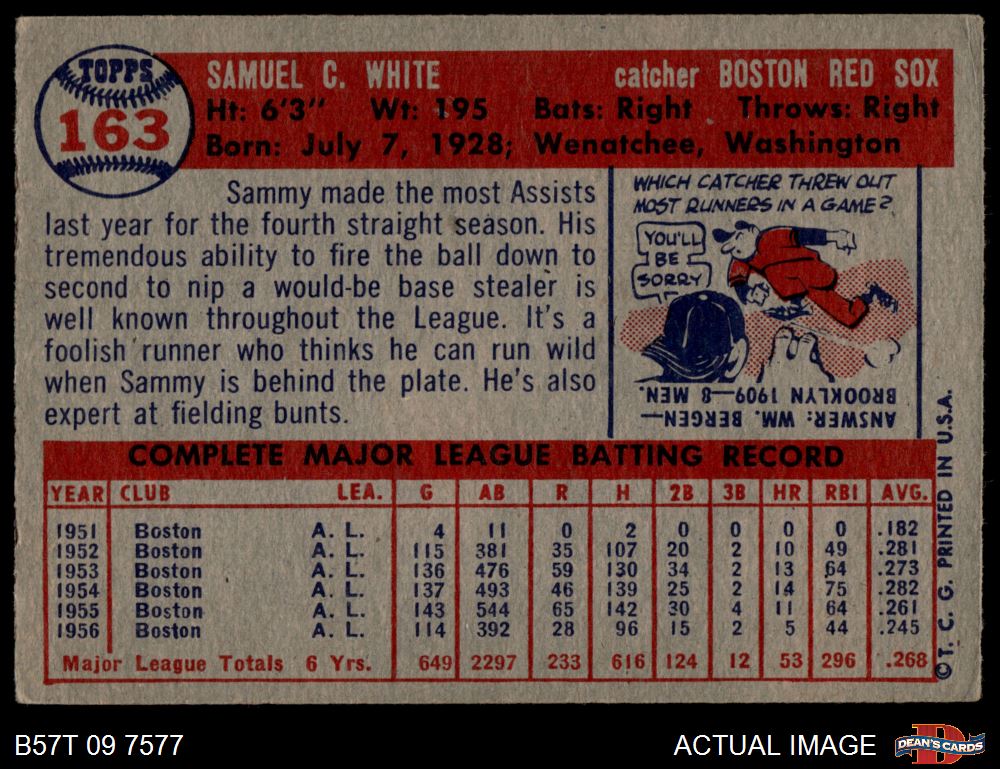 TOPPS
163
SAMUEL C. WHITE catcher BOSTON RED SOX
Ht: 6'3" Wt: 195 Bats: Right Throws: Right
Born: July 7, 1928; Wenatchee, Washington
Sammy made the most Assists
last year for the fourth straight season. His
tremendous ability to fire the ball down to
second to nip a would-be base stealer is
well known throughout the League. It's a
foolish runner who thinks he can run wild
when Sammy is behind the plate. He's also
expert at fielding bunts.
WHICH CATCHER THREW OUT
MOST RUNNERS IN A GAME?
YOU'LL
BE
SORRY
ANSWER: WM. BERGEN—
BROOKLYN 1909—8 MEN.
COMPLETE MAJOR LEAGUE BATTING RECORD
YEAR CLUB LEA. G AB R H 2B 3B HR RBI AVG.
1951 Boston A. L. 4 11 0 2 0 0 0 0 .182
1952 Boston A. L. 115 381 35 107 20 2 10 49 .281
1953 Boston A. L. 136 476 59 130 34 2 13 64 .273
1954 Boston A. L. 137 493 46 139 25 2 14 75 .282
1955 Boston A. L. 143 544 65 142 30 4 11 64 .261
1956 Boston A. L. 114 392 28 96 15 2 5 44 .245
Major League Totals 6 Yrs. 649 2297 233 616 124 12 53 296 .268
© T. C. G. PRINTED IN U.S.A.
B57T 09 7577
ACTUAL IMAGE
D
DEAN'S CARDS